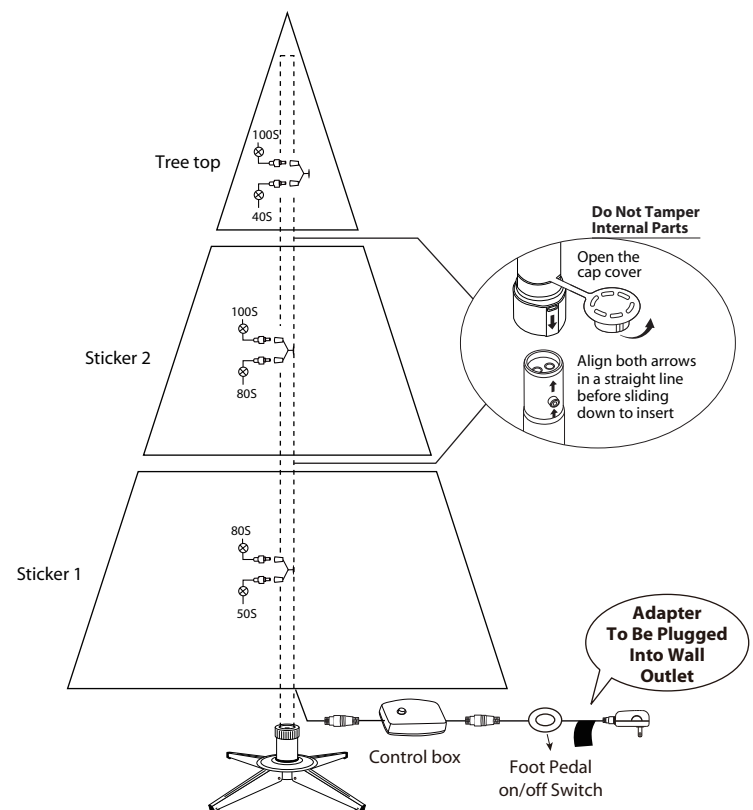 100S
Tree top
40S
Do Not Tamper
Internal Parts
Open the
cap cover
100S
Sticker 2
80S
Align both arrows
in a straight line
before sliding
down to insert
80S
Sticker 1
50S
Adapter
To Be Plugged
Into Wall
Outlet
Control box
Foot Pedal
on/off Switch